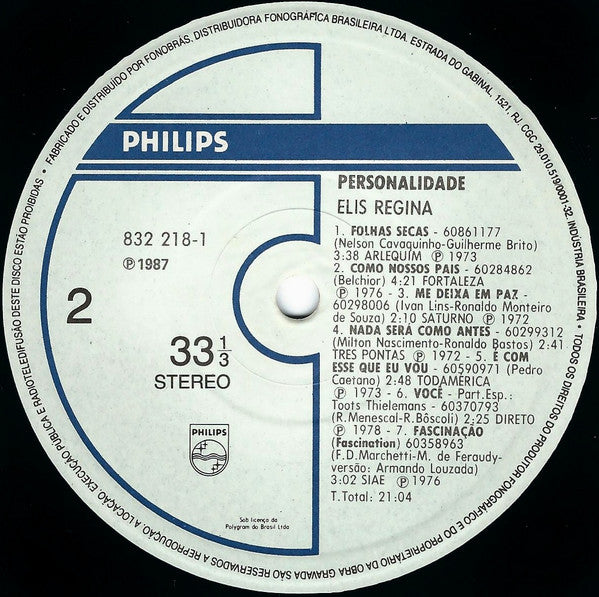 • FABRICADO E DISTRIBUÍDO POR FONOBRÁS. DISTRIBUIDORA FONOGRÁFICA BRASILEIRA LTDA. ESTRADA DO GABINAL, 1521, RJ. CGC 29.010.519/0001-32. INDÚSTRIA BRASILEIRA • TODOS OS DIREITOS DO PRODUTOR FONOGRÁFICO E DO PROPRIETÁRIO DA OBRA GRAVADA SÃO RESERVADOS A REPRODUÇÃO, A LOCAÇÃO, EXECUÇÃO PÚBLICA E RADIOTELEDIFUSÃO DESTE DISCO ESTÃO PROIBIDAS
PHILIPS
PERSONALIDADE
ELIS REGINA
832 218-1
℗ 1987
2
33 1/3
STEREO
1. FOLHAS SECAS - 60861177
(Nelson Cavaquinho-Guilherme Brito)
3:38 ARLEQUÍM ℗ 1973
2. COMO NOSSOS PAIS - 60284862
(Belchior) 4:21 FORTALEZA
℗ 1976 - 3. ME DEIXA EM PAZ -
60298006 (Ivan Lins-Ronaldo Monteiro
de Souza) 2:10 SATURNO ℗ 1972
4. NADA SERÁ COMO ANTES - 60299312
(Milton Nascimento-Ronaldo Bastos) 2:41
TRES PONTAS ℗ 1972 - 5. É COM
ESSE QUE EU VOU - 60590971 (Pedro
Caetano) 2:48 TODAMÉRICA
℗ 1973 - 6. VOCÊ - Part.Esp.:
Toots Thielemans - 60370793
(R.Menescal-R.Bôscoli) 2:25 DIRETO
℗ 1978 - 7. FASCINAÇÃO
(Fascination) 60358963
(F.D.Marchetti-M. de Feraudy-
versão: Armando Louzada)
3:02 SIAE ℗ 1976
T.Total: 21:04
PHILIPS
Sob licença da
Polygram do Brasil Ltda